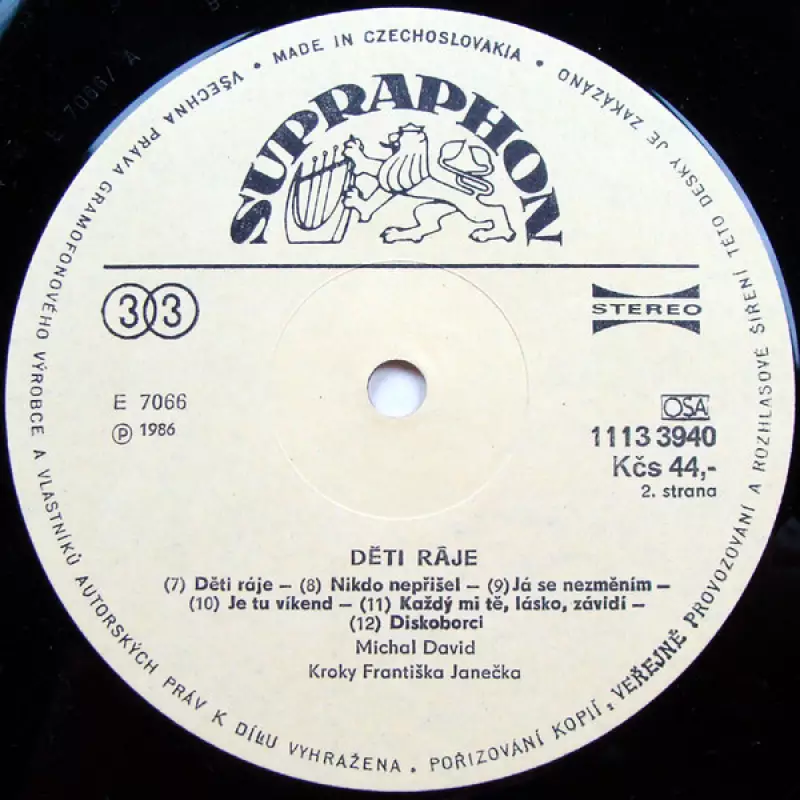 VŠECHNA PRÁVA GRAMOFONOVÉHO VÝROBCE A VLASTNÍKŮ AUTORSKÝCH PRÁV K DÍLU VYHRAŽENA . POŘIZOVÁNÍ KOPIÍ, VEŘEJNÉ PROVOZOVÁNÍ A ROZHLASOVÉ ŠÍŘENÍ TÉTO DESKY JE ZAKÁZÁNO
• MADE IN CZECHOSLOVAKIA •
E 7066/ A
SUPRAPHON
33
STEREO
E 7066
Ⓟ 1986
OSA
1113 3940
Kčs 44,-
2. strana
DĚTI RÁJE
(7) Děti ráje – (8) Nikdo nepřišel – (9) Já se nezměním –
(10) Je tu víkend – (11) Každý mi tě, lásko, závidí –
(12) Diskoborci
Michal David
Kroky Františka Janečka